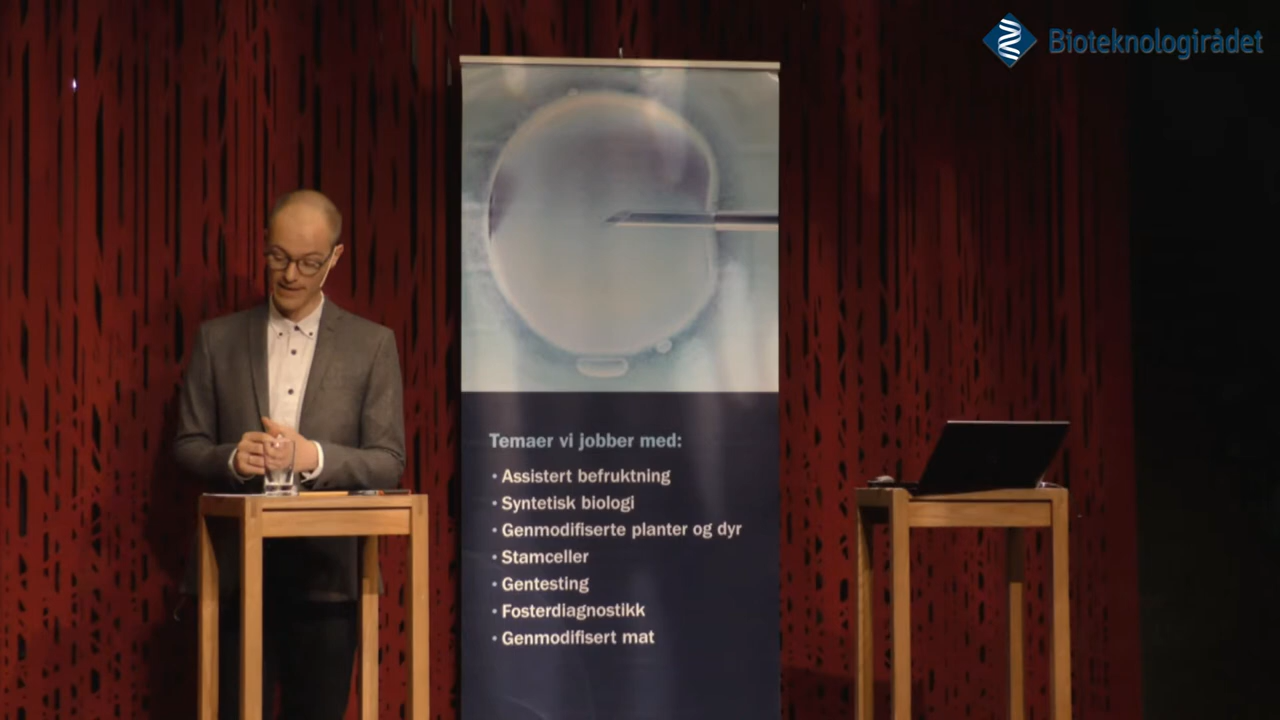 Bioteknologirådet
Temaer vi jobber med:
• Assistert befruktning
• Syntetisk biologi
• Genmodifiserte planter og dyr
• Stamceller
• Gentesting
• Fosterdiagnostikk
• Genmodifisert mat